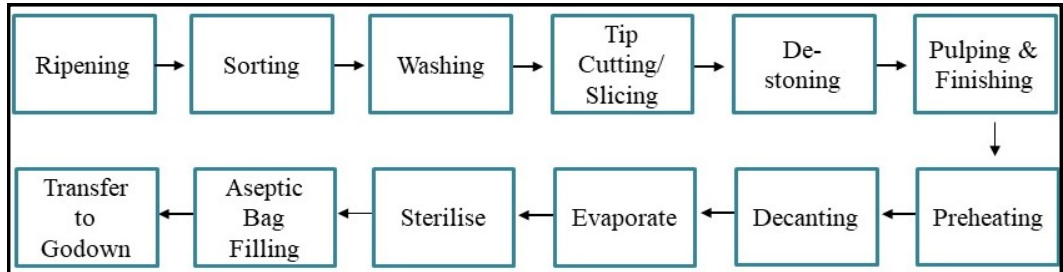 Ripening
Sorting
Washing
Tip
Cutting/
Slicing
De-
stoning
Pulping &
Finishing
Preheating
Decanting
Evaporate
Sterilise
Aseptic
Bag
Filling
Transfer
to
Godown